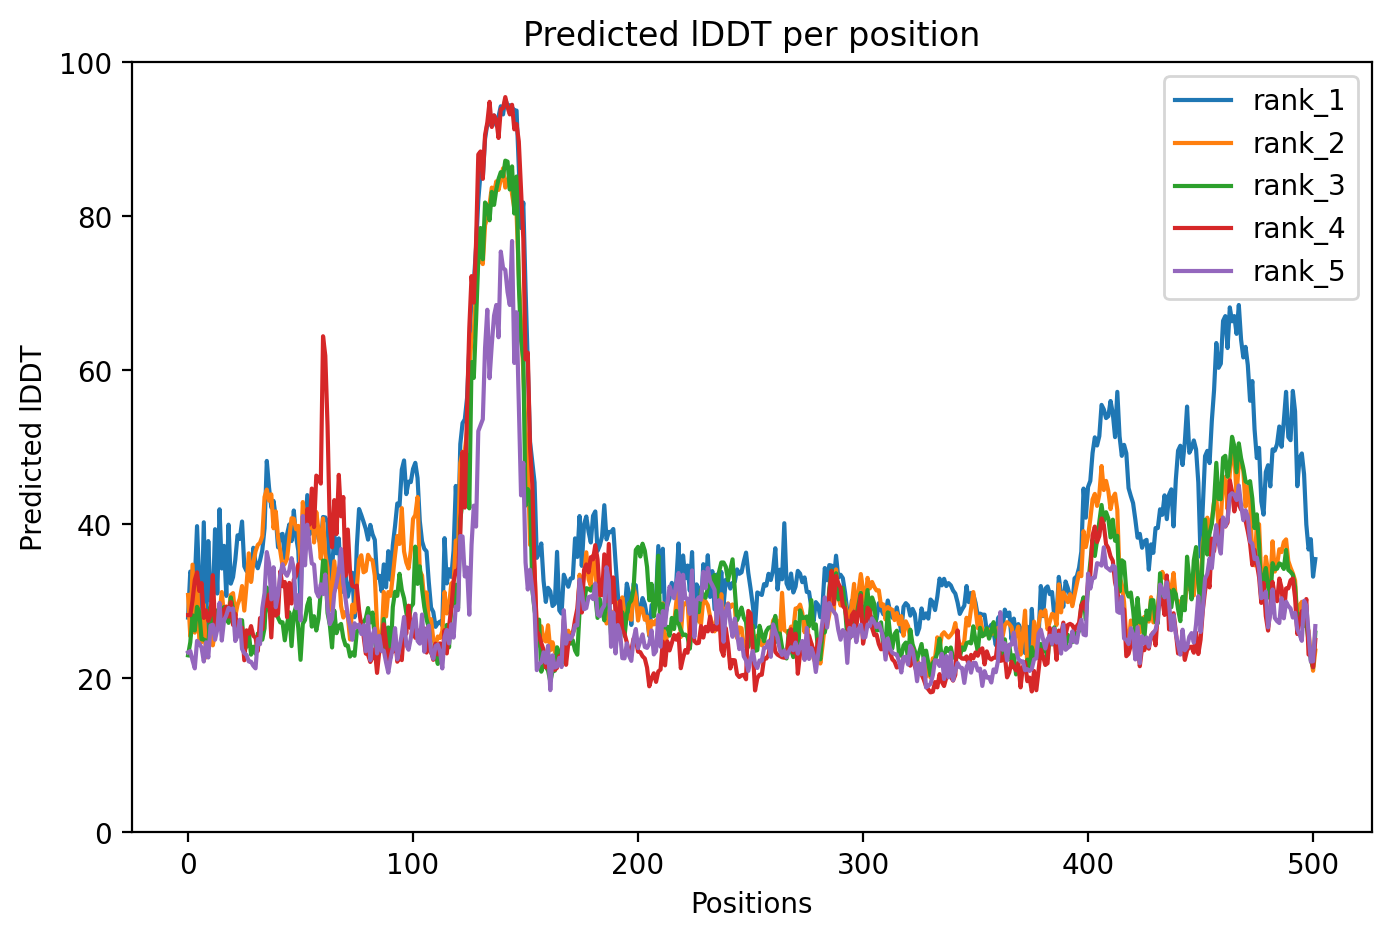 Predicted lDDT per position
100
80
60
40
20
0
Predicted lDDT
0 100 200 300 400 500
Positions
rank_1
rank_2
rank_3
rank_4
rank_5